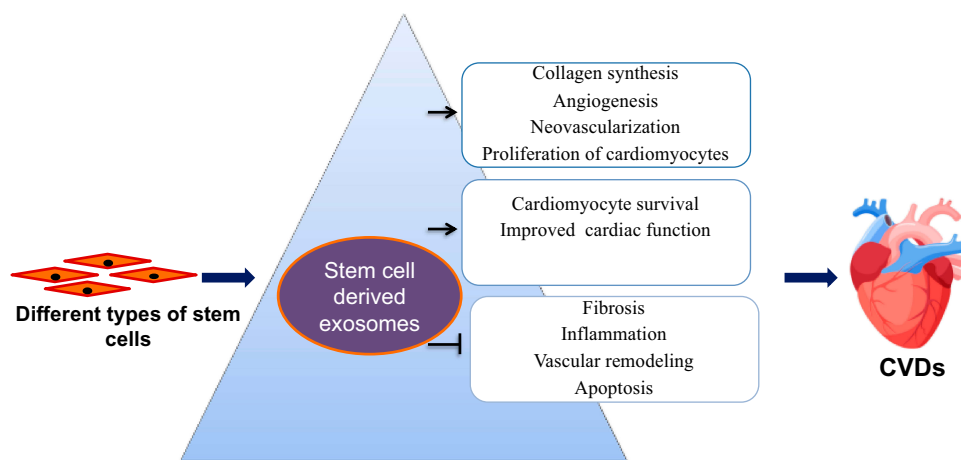 Collagen synthesis
Angiogenesis
Neovascularization
Proliferation of cardiomyocytes
Cardiomyocyte survival
Improved cardiac function
Stem cell
derived
exosomes
Different types of stem
cells
Fibrosis
Inflammation
Vascular remodeling
Apoptosis
CVDs